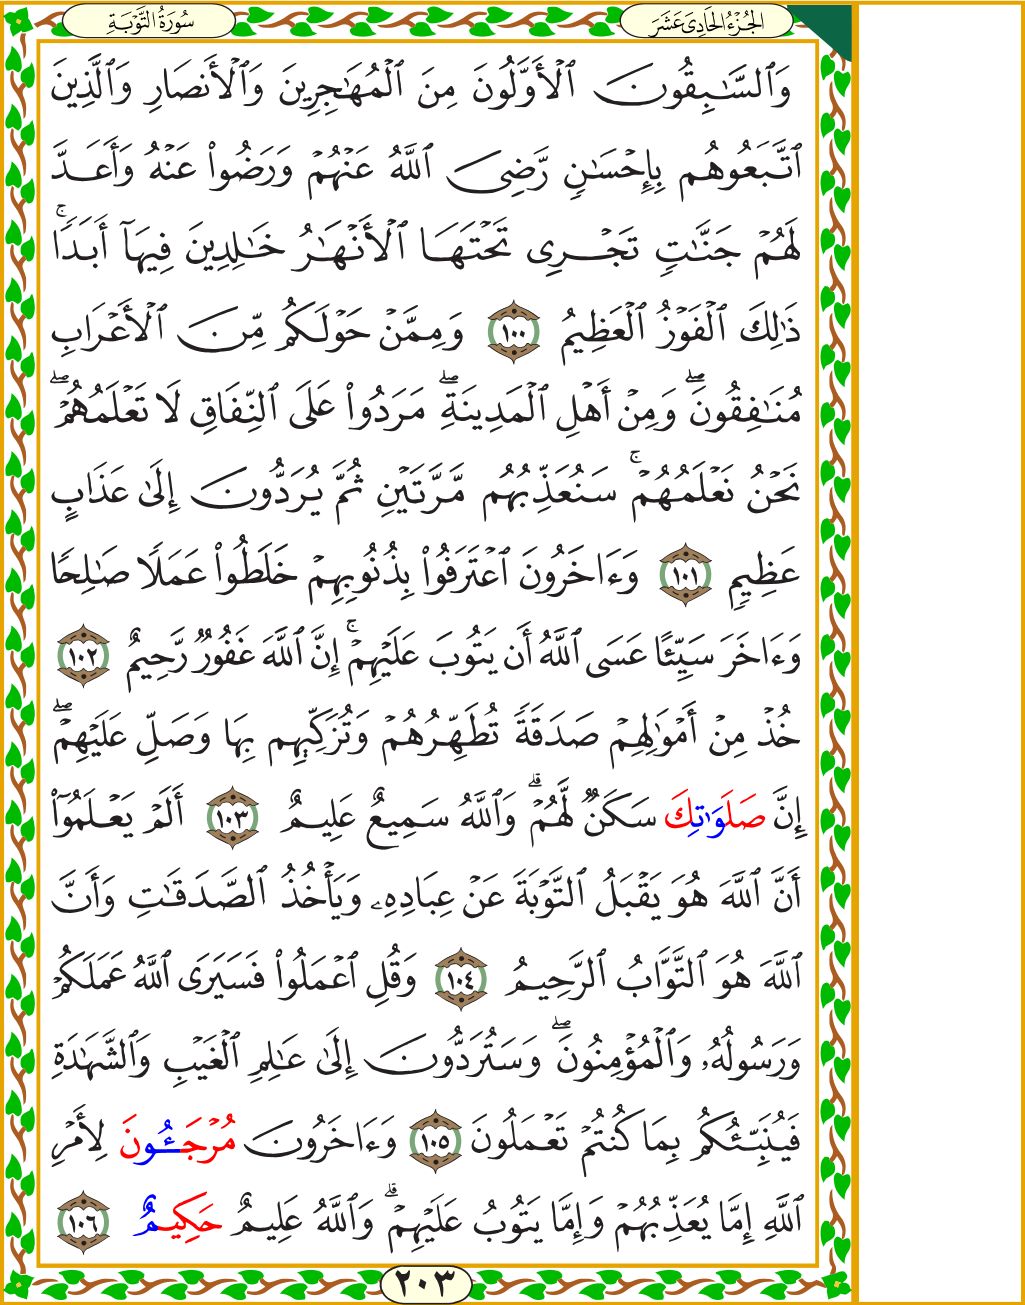 الجُزْءُ الحَادِىَ عَشَرَ
سُورَةُ التَّوْبَةِ
وَٱلسَّٰبِقُونَ ٱلْأَوَّلُونَ مِنَ ٱلْمُهَٰجِرِينَ وَٱلْأَنصَارِ وَٱلَّذِينَ
ٱتَّبَعُوهُم بِإِحْسَٰنٍ رَّضِىَ ٱللَّهُ عَنْهُمْ وَرَضُوا۟ عَنْهُ وَأَعَدَّ
لَهُمْ جَنَّٰتٍ تَجْرِى تَحْتَهَا ٱلْأَنْهَٰرُ خَٰلِدِينَ فِيهَآ أَبَدًا ۚ
ذَٰلِكَ ٱلْفَوْزُ ٱلْعَظِيمُ ١٠٠ وَمِمَّنْ حَوْلَكُم مِّنَ ٱلْأَعْرَابِ
مُنَٰفِقُونَ ۖ وَمِنْ أَهْلِ ٱلْمَدِينَةِ ۖ مَرَدُوا۟ عَلَى ٱلنِّفَاقِ لَا تَعْلَمُهُمْ ۖ
نَحْنُ نَعْلَمُهُمْ ۚ سَنُعَذِّبُهُم مَّرَّتَيْنِ ثُمَّ يُرَدُّونَ إِلَىٰ عَذَابٍ
عَظِيمٍ ١٠١ وَءَاخَرُونَ ٱعْتَرَفُوا۟ بِذُنُوبِهِمْ خَلَطُوا۟ عَمَلًا صَٰلِحًا
وَءَاخَرَ سَيِّئًا عَسَى ٱللَّهُ أَن يَتُوبَ عَلَيْهِمْ ۚ إِنَّ ٱللَّهَ غَفُورٌ رَّحِيمٌ ١٠٢
خُذْ مِنْ أَمْوَٰلِهِمْ صَدَقَةً تُطَهِّرُهُمْ وَتُزَكِّيهِم بِهَا وَصَلِّ عَلَيْهِمْ ۖ
إِنَّ صَلَوَٰتِكَ سَكَنٌ لَّهُمْ ۗ وَٱللَّهُ سَمِيعٌ عَلِيمٌ ١٠٣ أَلَمْ يَعْلَمُوٓا۟
أَنَّ ٱللَّهَ هُوَ يَقْبَلُ ٱلتَّوْبَةَ عَنْ عِبَادِهِۦ وَيَأْخُذُ ٱلصَّدَقَٰتِ وَأَنَّ
ٱللَّهَ هُوَ ٱلتَّوَّابُ ٱلرَّحِيمُ ١٠٤ وَقُلِ ٱعْمَلُوا۟ فَسَيَرَى ٱللَّهُ عَمَلَكُمْ
وَرَسُولُهُۥ وَٱلْمُؤْمِنُونَ ۖ وَسَتُرَدُّونَ إِلَىٰ عَٰلِمِ ٱلْغَيْبِ وَٱلشَّهَٰدَةِ
فَيُنَبِّئُكُم بِمَا كُنتُمْ تَعْمَلُونَ ١٠٥ وَءَاخَرُونَ مُرْجَـُٔونَ لِأَمْرِ
ٱللَّهِ إِمَّا يُعَذِّبُهُمْ وَإِمَّا يَتُوبُ عَلَيْهِمْ ۗ وَٱللَّهُ عَلِيمٌ حَكِيمٌ ١٠٦
٢٠٣